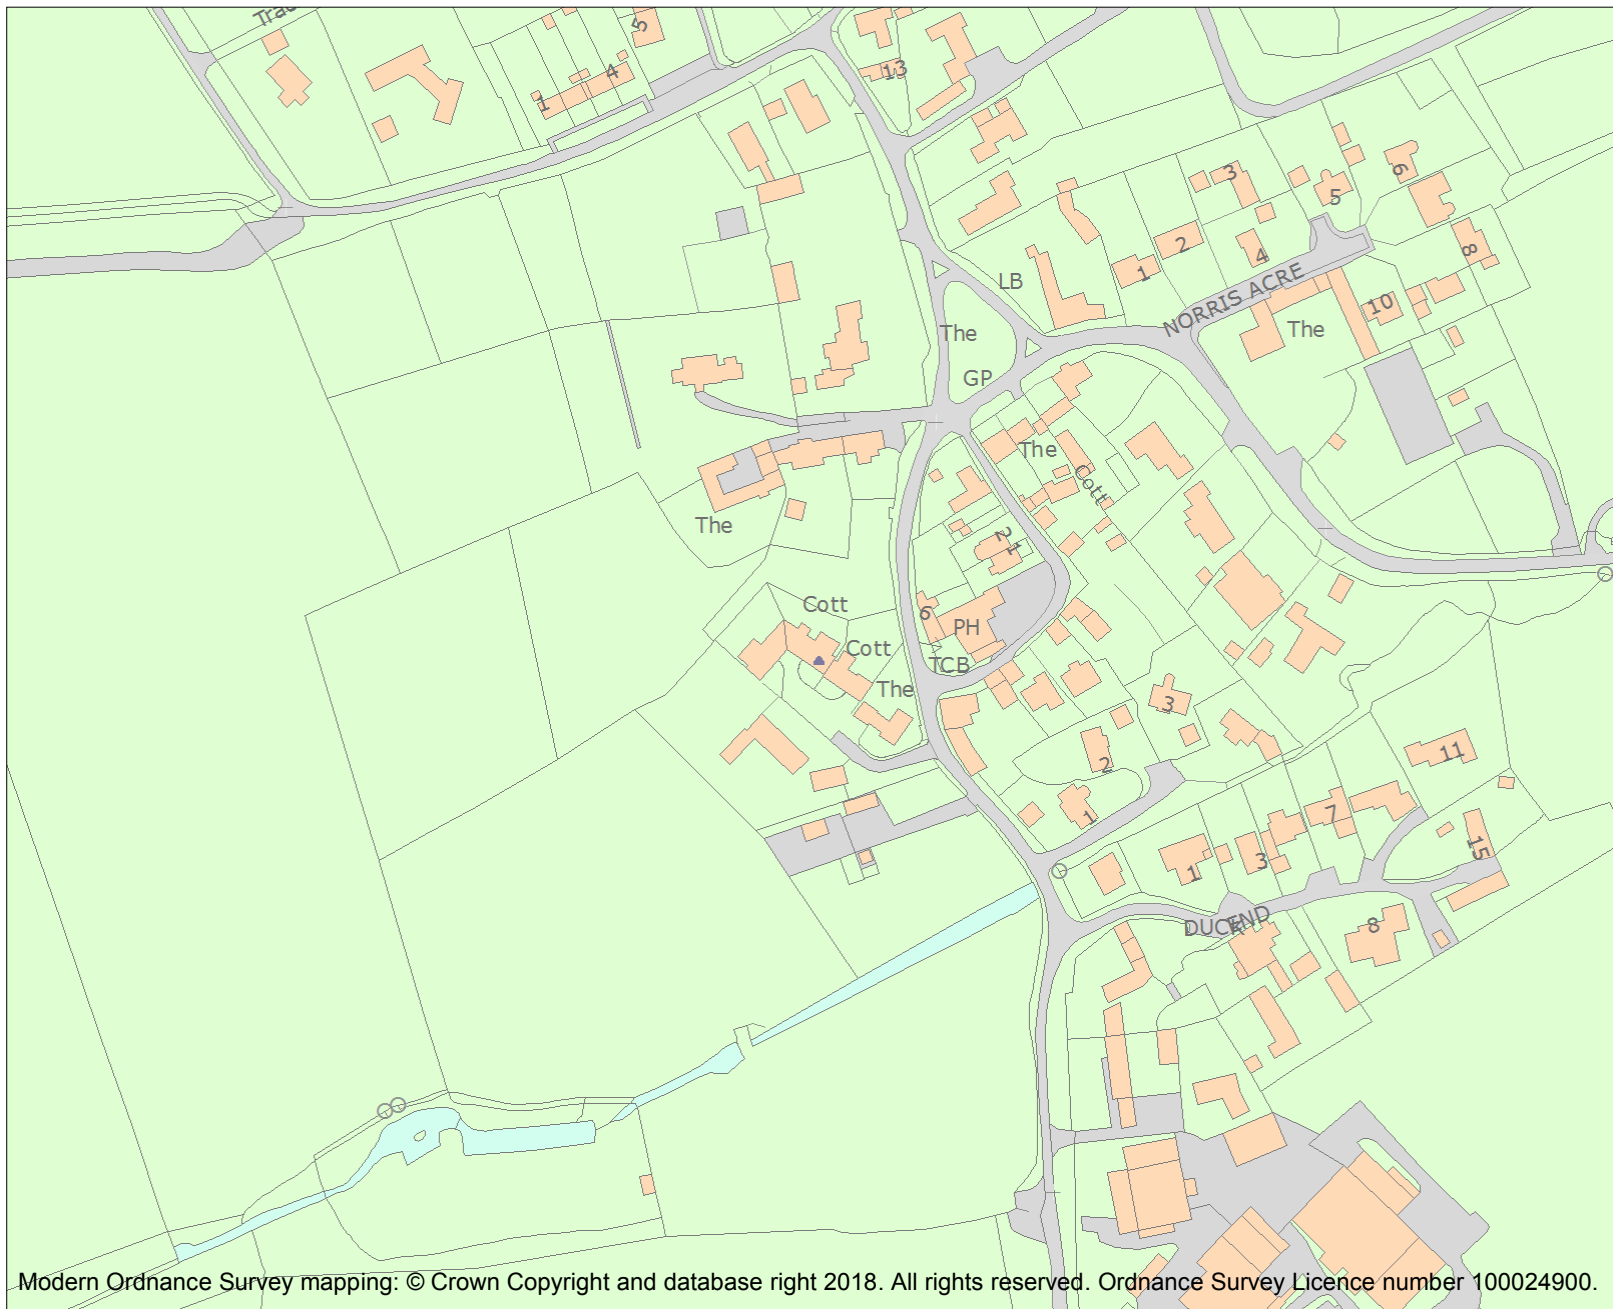 5
4
1
13
3
6
5
2
8
4
1
LB
NORRIS ACRE
10
The
The
GP
The
Cott
The
2
1
Cott
6
PH
Cott
TCB
The
3
2
11
1
7
15
3
1
8
DUCK END
Modern Ordnance Survey mapping: © Crown Copyright and database right 2018. All rights reserved. Ordnance Survey Licence number 100024900.